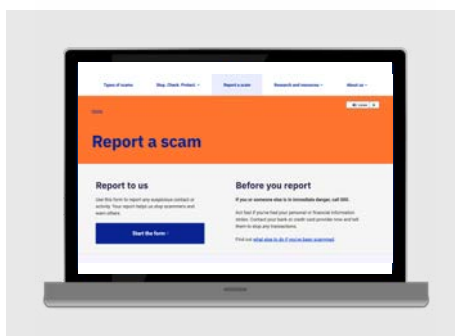 Types of scams Stop. Check. Protect. Report a scam Research and resources About us
Listen
Home
Report a scam
Report to us
Use this form to report any suspicious contact or
activity. Your report helps us stop scammers and
warn others.
Start the form
Before you report
If you or someone else is in immediate danger, call 000.
Act fast if you've had your personal or financial information
stolen. Contact your bank or credit card provider now and tell
them to stop any transactions.
Find out what else to do if you've been scammed.